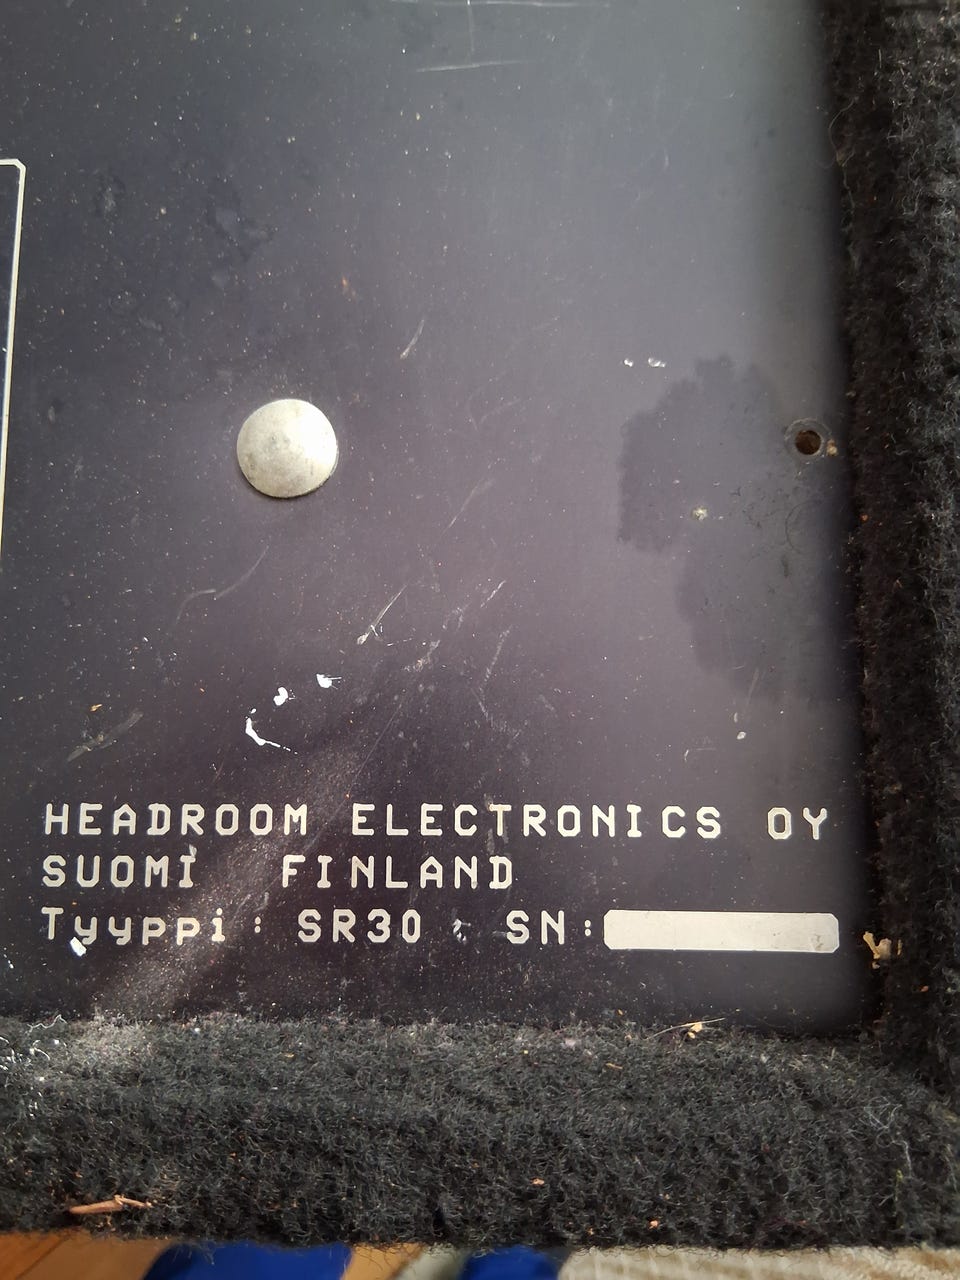 HEADROOM ELECTRONICS OY
SUOMI FINLAND
Tyyppi: SR30 SN: